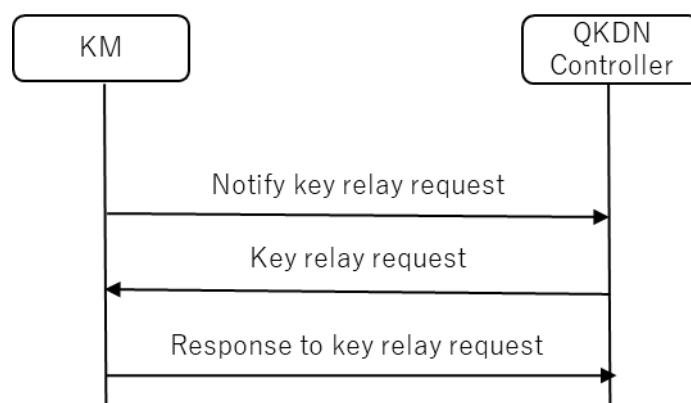 KM
QKDN
Controller
Notify key relay request
Key relay request
Response to key relay request